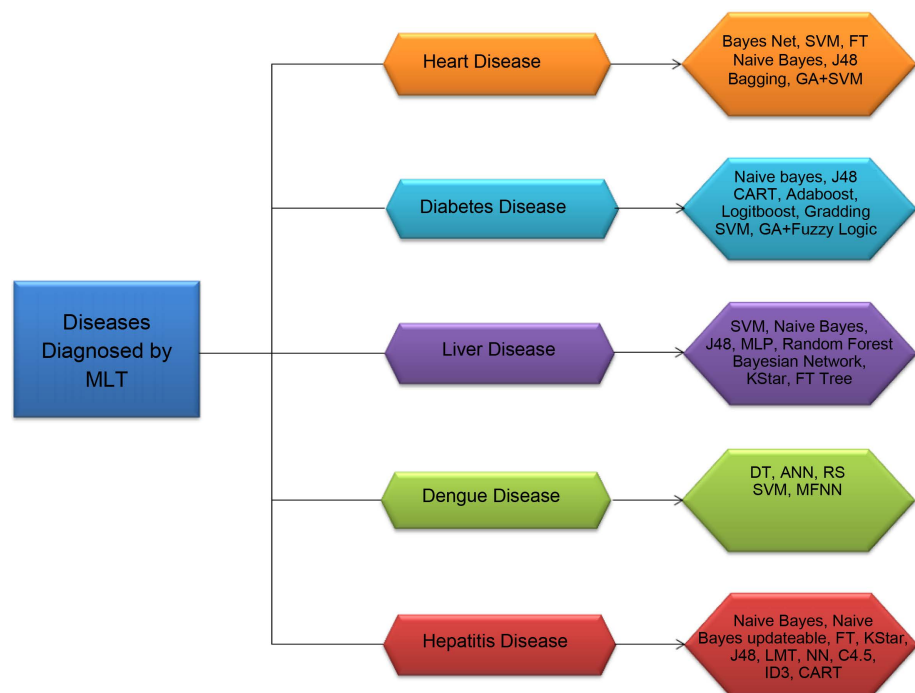 Diseases
Diagnosed by
MLT
Heart Disease
Bayes Net, SVM, FT
Naive Bayes, J48
Bagging, GA+SVM
Diabetes Disease
Naive bayes, J48
CART, Adaboost,
Logitboost, Gradding
SVM, GA+Fuzzy Logic
Liver Disease
SVM, Naive Bayes,
J48, MLP, Random Forest
Bayesian Network,
KStar, FT Tree
Dengue Disease
DT, ANN, RS
SVM, MFNN
Hepatitis Disease
Naive Bayes, Naive
Bayes updateable, FT, KStar,
J48, LMT, NN, C4.5,
ID3, CART